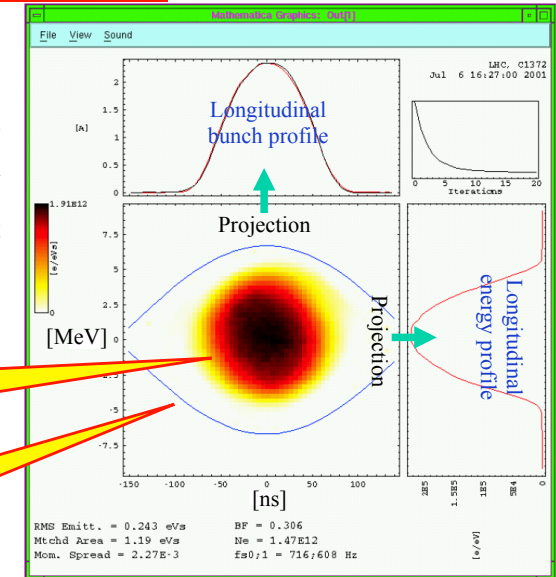 Mathematica Graphics: Out[1]
File View Sound
LHC, C1372
Jul 6 16:27:00 2001
2
1.5
1
0.5
0
[A]
Longitudinal
bunch profile
0 5 10 15 20
Iterations
Projection
1.91E12
[e/eVs]
0
7.5
5
2.5
0
-2.5
-5
-7.5
[MeV]
Projection
Longitudinal
energy profile
-150 -100 -50 0 50 100
[ns]
2E5
1.5E5
1E5
5E4
0
[e/eV]
RMS Emitt. = 0.243 eVs
BF = 0.306
Mtchd Area = 1.19 eVs
Ne = 1.47E12
Mom. Spread = 2.27E-3
fs0;1 = 716;608 Hz